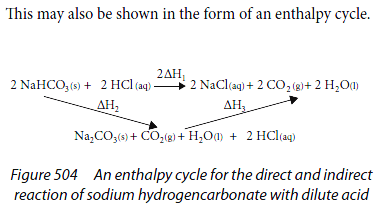 This may also be shown in the form of an enthalpy cycle.
2ΔH₁
2 NaHCO₃(s) + 2 HCl(aq) → 2 NaCl(aq) + 2 CO₂(g) + 2 H₂O(l)
ΔH₂ ΔH₃
Na₂CO₃(s) + CO₂(g) + H₂O(l) + 2 HCl(aq)
Figure 504 An enthalpy cycle for the direct and indirect
reaction of sodium hydrogencarbonate with dilute acid